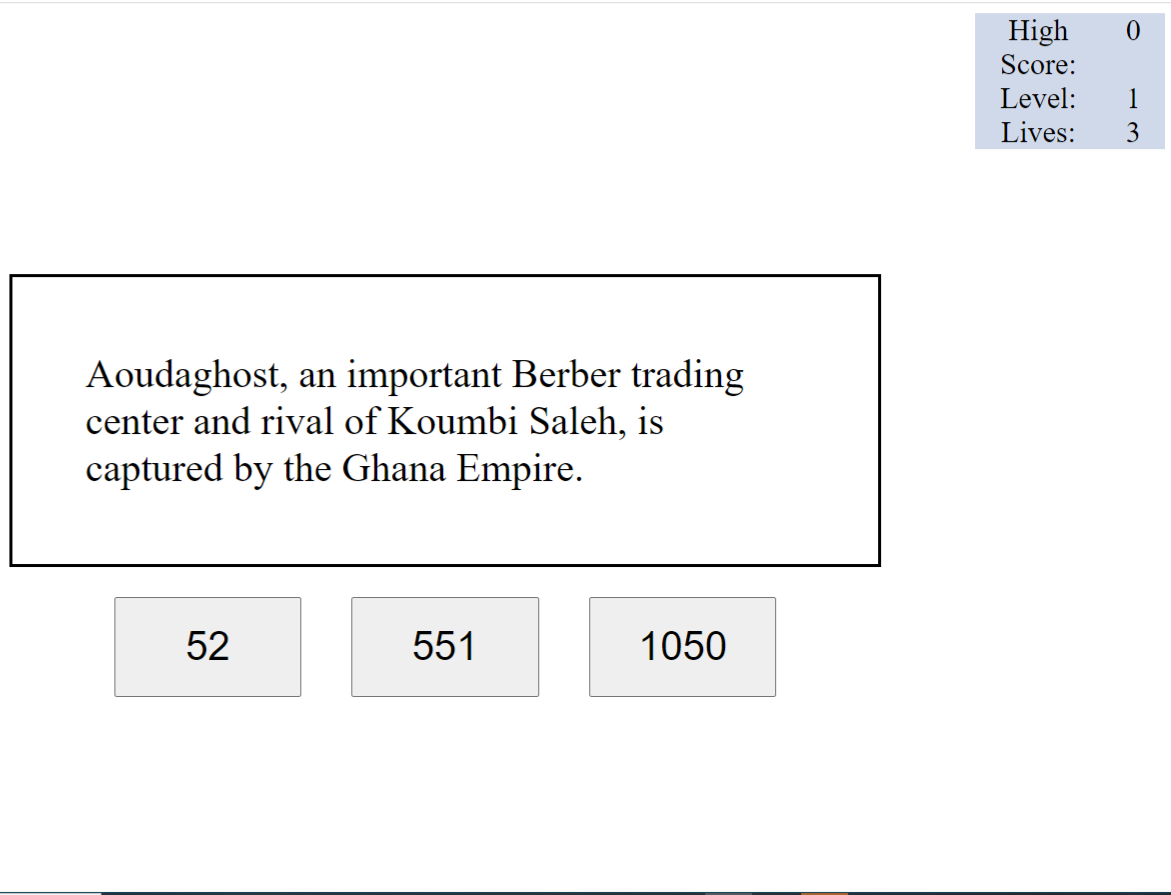 High 0
Score:
Level: 1
Lives: 3
Aoudaghost, an important Berber trading
center and rival of Koumbi Saleh, is
captured by the Ghana Empire.
52 551 1050